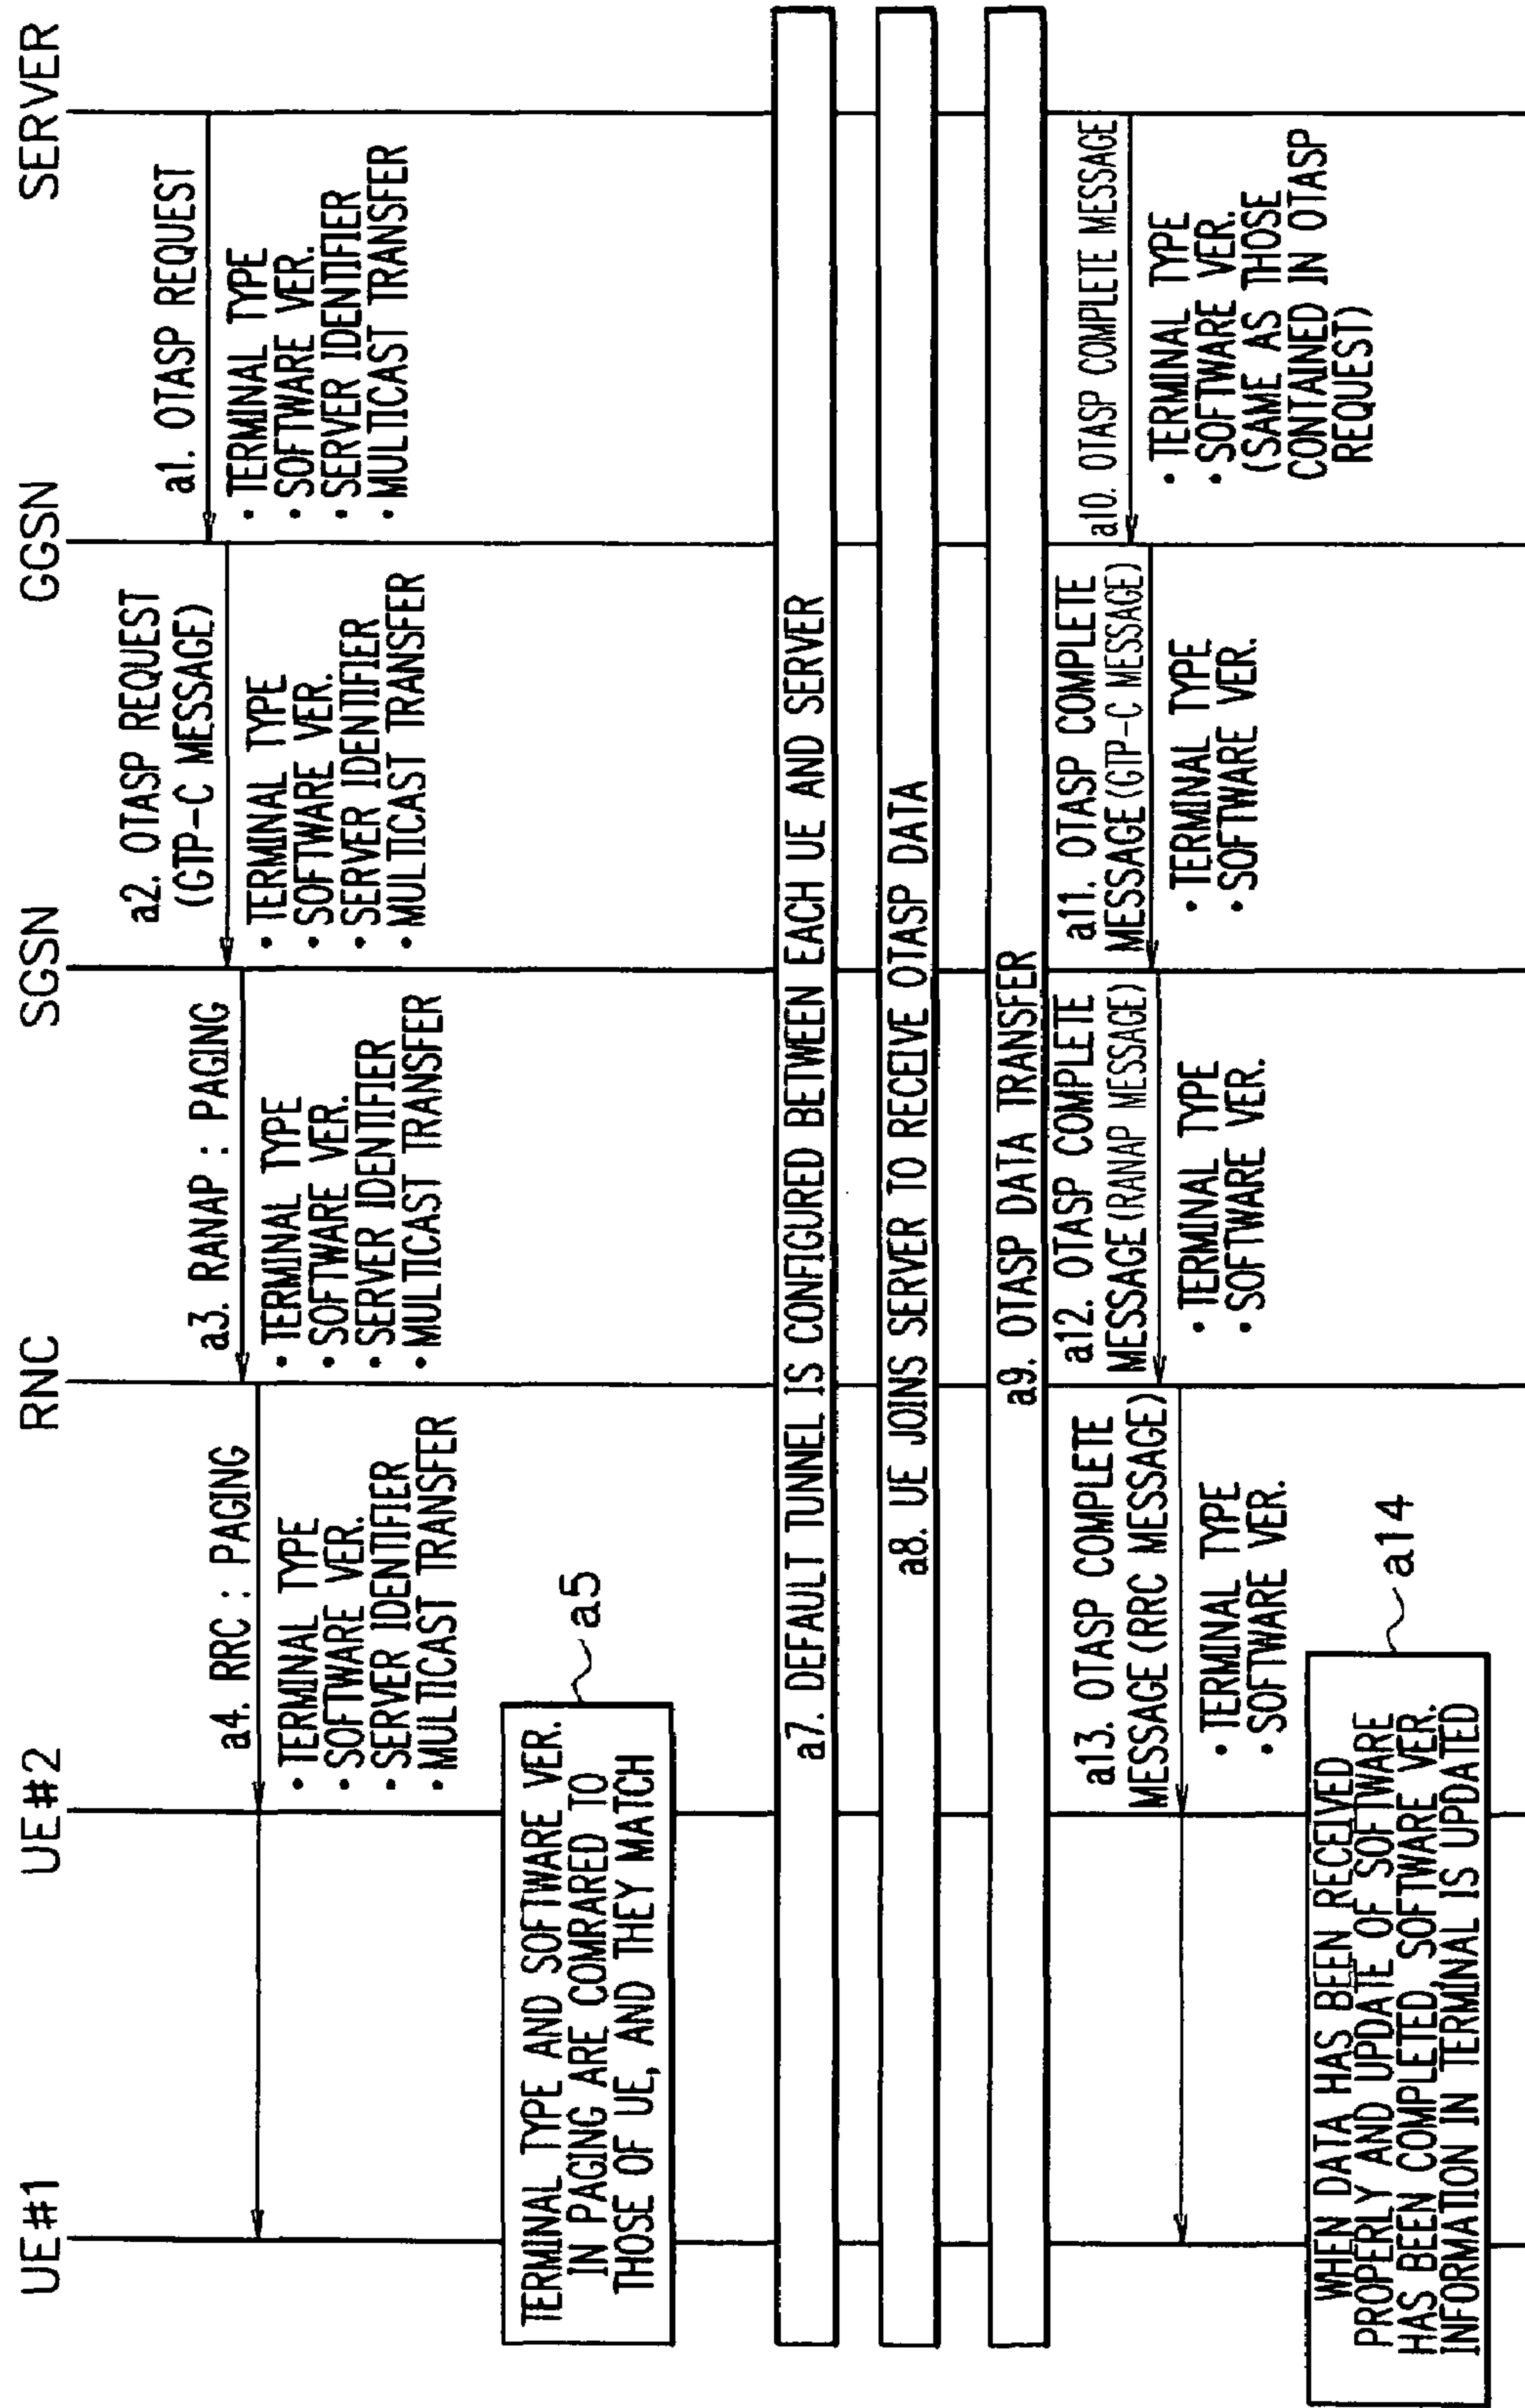 UE#1
UE#2
RNC
SGSN
GGSN
SERVER
a1. OTASP REQUEST
• TERMINAL TYPE
• SOFTWARE VER.
• SERVER IDENTIFIER
• MULTICAST TRANSFER
a2. OTASP REQUEST
(GTP-C MESSAGE)
• TERMINAL TYPE
• SOFTWARE VER.
• SERVER IDENTIFIER
• MULTICAST TRANSFER
a3. RANAP : PAGING
• TERMINAL TYPE
• SOFTWARE VER.
• SERVER IDENTIFIER
• MULTICAST TRANSFER
a4. RRC : PAGING
• TERMINAL TYPE
• SOFTWARE VER.
• SERVER IDENTIFIER
• MULTICAST TRANSFER
TERMINAL TYPE AND SOFTWARE VER.
IN PAGING ARE COMRARED TO
THOSE OF UE, AND THEY MATCH
a5
a7. DEFAULT TUNNEL IS CONFIGURED BETWEEN EACH UE AND SERVER
a8. UE JOINS SERVER TO RECEIVE OTASP DATA
a9. OTASP DATA TRANSFER
a10. OTASP COMPLETE MESSAGE
• TERMINAL TYPE
• SOFTWARE VER.
(SAME AS THOSE
CONTAINED IN OTASP
REQUEST)
a11. OTASP COMPLETE
MESSAGE (GTP-C MESSAGE)
• TERMINAL TYPE
• SOFTWARE VER.
a12. OTASP COMPLETE
MESSAGE (RANAP MESSAGE)
• TERMINAL TYPE
• SOFTWARE VER.
a13. OTASP COMPLETE
MESSAGE (RRC MESSAGE)
• TERMINAL TYPE
• SOFTWARE VER.
WHEN DATA HAS BEEN RECEIVED
PROPERLY AND UPDATE OF SOFTWARE
HAS BEEN COMPLETED, SOFTWARE VER.
INFORMATION IN TERMINAL IS UPDATED
a14